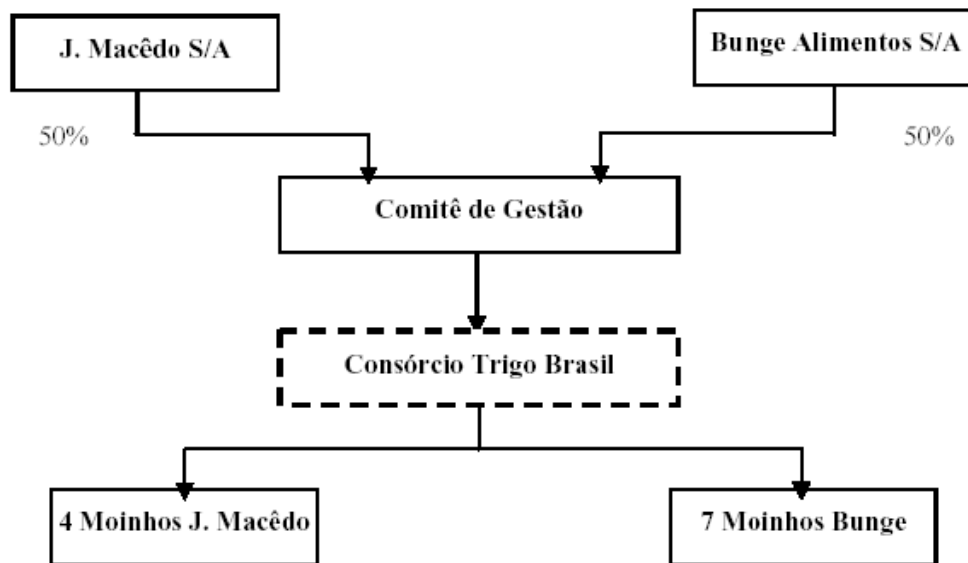 J. Macêdo S/A
Bunge Alimentos S/A
50%
50%
Comitê de Gestão
Consórcio Trigo Brasil
4 Moinhos J. Macêdo
7 Moinhos Bunge